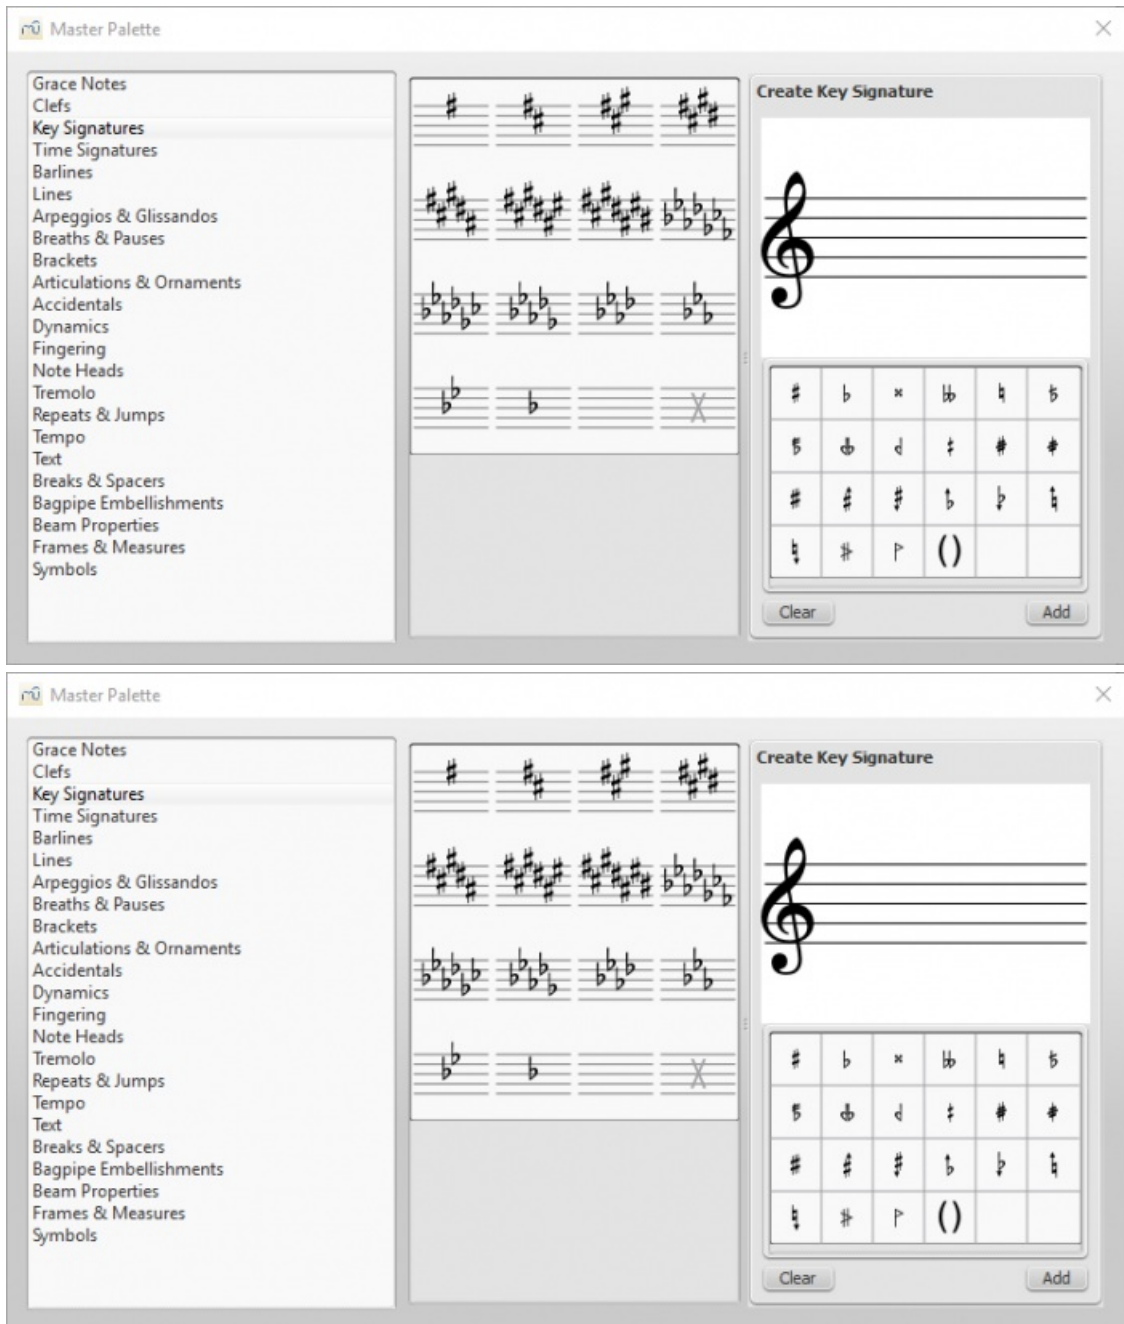 Master Palette
Grace Notes
Clefs
Key Signatures
Time Signatures
Barlines
Lines
Arpeggios & Glissandos
Breaths & Pauses
Brackets
Articulations & Ornaments
Accidentals
Dynamics
Fingering
Note Heads
Tremolo
Repeats & Jumps
Tempo
Text
Breaks & Spacers
Bagpipe Embellishments
Beam Properties
Frames & Measures
Symbols
Create Key Signature
Clear
Add
Master Palette
Grace Notes
Clefs
Key Signatures
Time Signatures
Barlines
Lines
Arpeggios & Glissandos
Breaths & Pauses
Brackets
Articulations & Ornaments
Accidentals
Dynamics
Fingering
Note Heads
Tremolo
Repeats & Jumps
Tempo
Text
Breaks & Spacers
Bagpipe Embellishments
Beam Properties
Frames & Measures
Symbols
Create Key Signature
Clear
Add